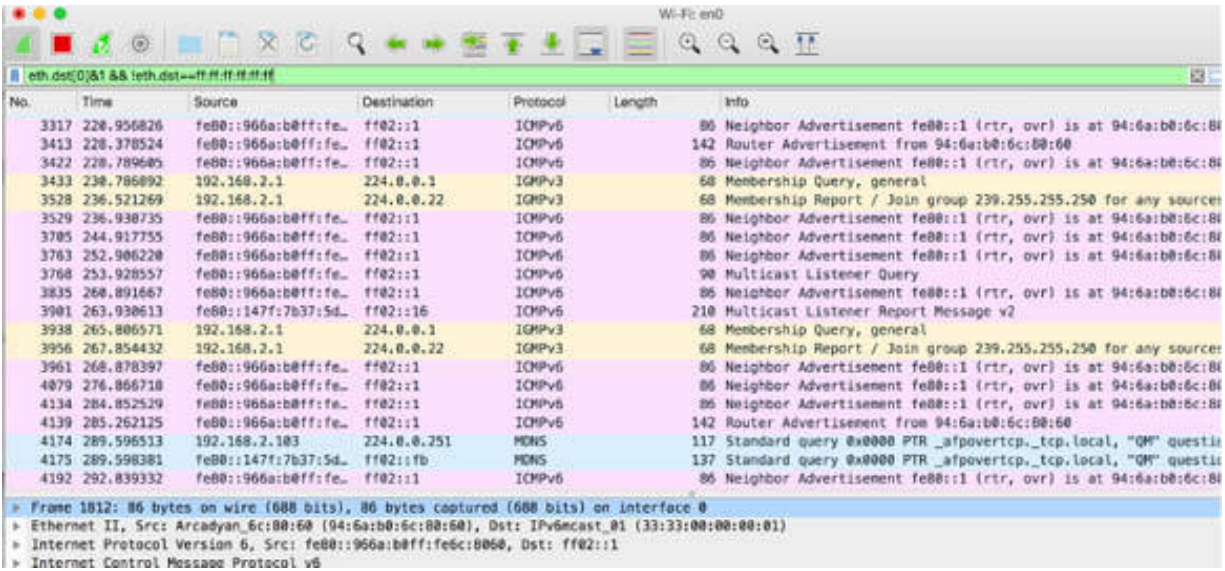 Wi-Fi: en0
eth.dst[0]&1 && !eth.dst==ff:ff:ff:ff:ff:ff
No. Time Source Destination Protocol Length Info
3317 220.956826 fe80::966a:b0ff:fe… ff02::1 ICMPv6 86 Neighbor Advertisement fe80::1 (rtr, ovr) is at 94:6a:b0:6c:80
3413 228.378524 fe80::966a:b0ff:fe… ff02::1 ICMPv6 142 Router Advertisement from 94:6a:b0:6c:80:60
3422 228.789605 fe80::966a:b0ff:fe… ff02::1 ICMPv6 86 Neighbor Advertisement fe80::1 (rtr, ovr) is at 94:6a:b0:6c:80
3433 230.786892 192.168.2.1 224.0.0.1 IGMPv3 68 Membership Query, general
3528 236.521269 192.168.2.1 224.0.0.22 IGMPv3 68 Membership Report / Join group 239.255.255.250 for any sources
3529 236.930735 fe80::966a:b0ff:fe… ff02::1 ICMPv6 86 Neighbor Advertisement fe80::1 (rtr, ovr) is at 94:6a:b0:6c:80
3705 244.917755 fe80::966a:b0ff:fe… ff02::1 ICMPv6 86 Neighbor Advertisement fe80::1 (rtr, ovr) is at 94:6a:b0:6c:80
3763 252.906220 fe80::966a:b0ff:fe… ff02::1 ICMPv6 86 Neighbor Advertisement fe80::1 (rtr, ovr) is at 94:6a:b0:6c:80
3768 253.928557 fe80::966a:b0ff:fe… ff02::1 ICMPv6 90 Multicast Listener Query
3835 260.891667 fe80::966a:b0ff:fe… ff02::1 ICMPv6 86 Neighbor Advertisement fe80::1 (rtr, ovr) is at 94:6a:b0:6c:80
3901 263.930613 fe80::147f:7b37:5d… ff02::16 ICMPv6 210 Multicast Listener Report Message v2
3938 265.806571 192.168.2.1 224.0.0.1 IGMPv3 68 Membership Query, general
3956 267.854432 192.168.2.1 224.0.0.22 IGMPv3 68 Membership Report / Join group 239.255.255.250 for any sources
3961 268.878397 fe80::966a:b0ff:fe… ff02::1 ICMPv6 86 Neighbor Advertisement fe80::1 (rtr, ovr) is at 94:6a:b0:6c:80
4079 276.866718 fe80::966a:b0ff:fe… ff02::1 ICMPv6 86 Neighbor Advertisement fe80::1 (rtr, ovr) is at 94:6a:b0:6c:80
4134 284.852529 fe80::966a:b0ff:fe… ff02::1 ICMPv6 86 Neighbor Advertisement fe80::1 (rtr, ovr) is at 94:6a:b0:6c:80
4139 285.262125 fe80::966a:b0ff:fe… ff02::1 ICMPv6 142 Router Advertisement from 94:6a:b0:6c:80:60
4174 289.596513 192.168.2.103 224.0.0.251 MDNS 117 Standard query 0x0000 PTR _afpovertcp._tcp.local, "QM" questio
4175 289.598381 fe80::147f:7b37:5d… ff02::fb MDNS 137 Standard query 0x0000 PTR _afpovertcp._tcp.local, "QM" questio
4192 292.839332 fe80::966a:b0ff:fe… ff02::1 ICMPv6 86 Neighbor Advertisement fe80::1 (rtr, ovr) is at 94:6a:b0:6c:80
Frame 1812: 86 bytes on wire (688 bits), 86 bytes captured (688 bits) on interface 0
Ethernet II, Src: Arcadyan_6c:80:60 (94:6a:b0:6c:80:60), Dst: IPv6mcast_01 (33:33:00:00:00:01)
Internet Protocol Version 6, Src: fe80::966a:b0ff:fe6c:8060, Dst: ff02::1
Internet Control Message Protocol v6